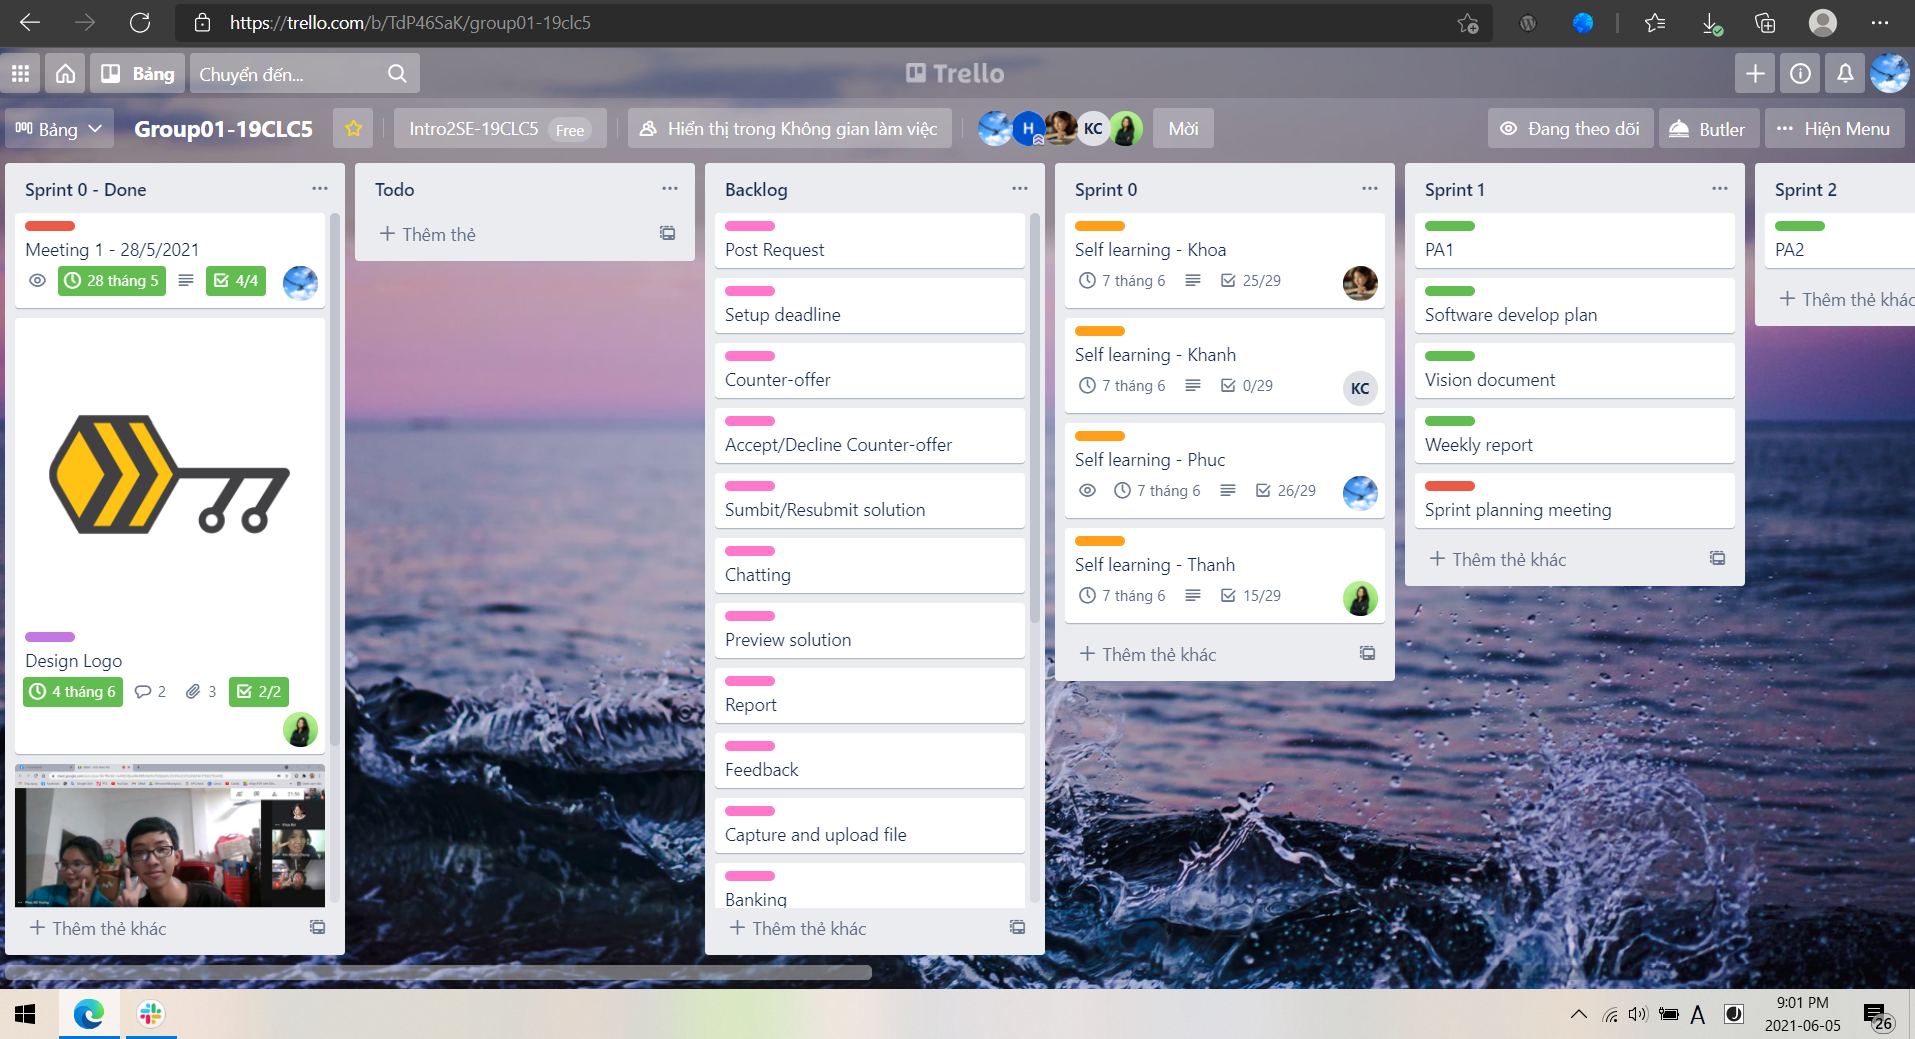 https://trello.com/b/TdP46SaK/group01-19clc5
Bảng
Chuyển đến...
Trello
Bảng
Group01-19CLC5
Intro2SE-19CLC5 Free
Hiển thị trong Không gian làm việc
H
KC
Mời
Đang theo dõi
Butler
Hiện Menu
Sprint 0 - Done
Meeting 1 - 28/5/2021
28 tháng 5
4/4
Design Logo
4 tháng 6
2
3
2/2
+ Thêm thẻ khác
Todo
+ Thêm thẻ
Backlog
Post Request
Setup deadline
Counter-offer
Accept/Decline Counter-offer
Sumbit/Resubmit solution
Chatting
Preview solution
Report
Feedback
Capture and upload file
Banking
+ Thêm thẻ khác
Sprint 0
Self learning - Khoa
7 tháng 6
25/29
Self learning - Khanh
7 tháng 6
0/29
KC
Self learning - Phuc
7 tháng 6
26/29
Self learning - Thanh
7 tháng 6
15/29
+ Thêm thẻ khác
Sprint 1
PA1
Software develop plan
Vision document
Weekly report
Sprint planning meeting
+ Thêm thẻ khác
Sprint 2
PA2
+ Thêm thẻ khác
A
9:01 PM
2021-06-05
26